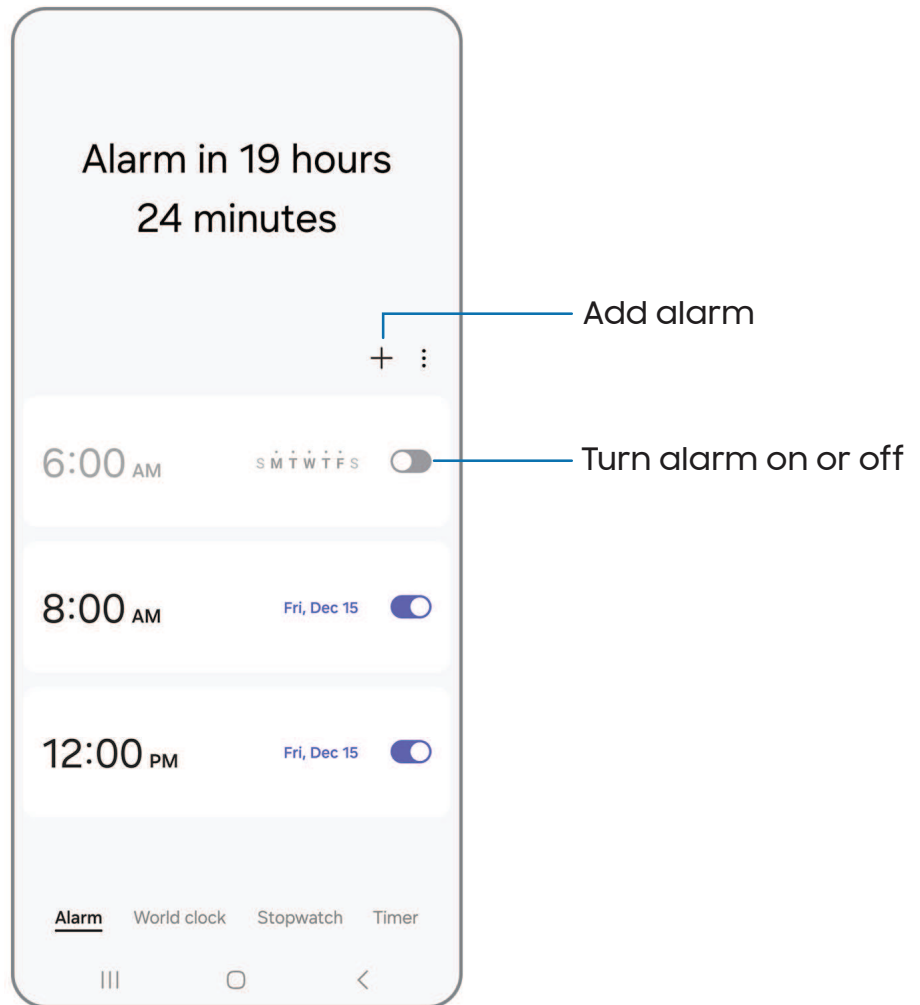 Alarm in 19 hours
24 minutes
Add alarm
6:00 AM SMTWTFS
Turn alarm on or off
8:00 AM Fri, Dec 15
12:00 PM Fri, Dec 15
Alarm World clock Stopwatch Timer